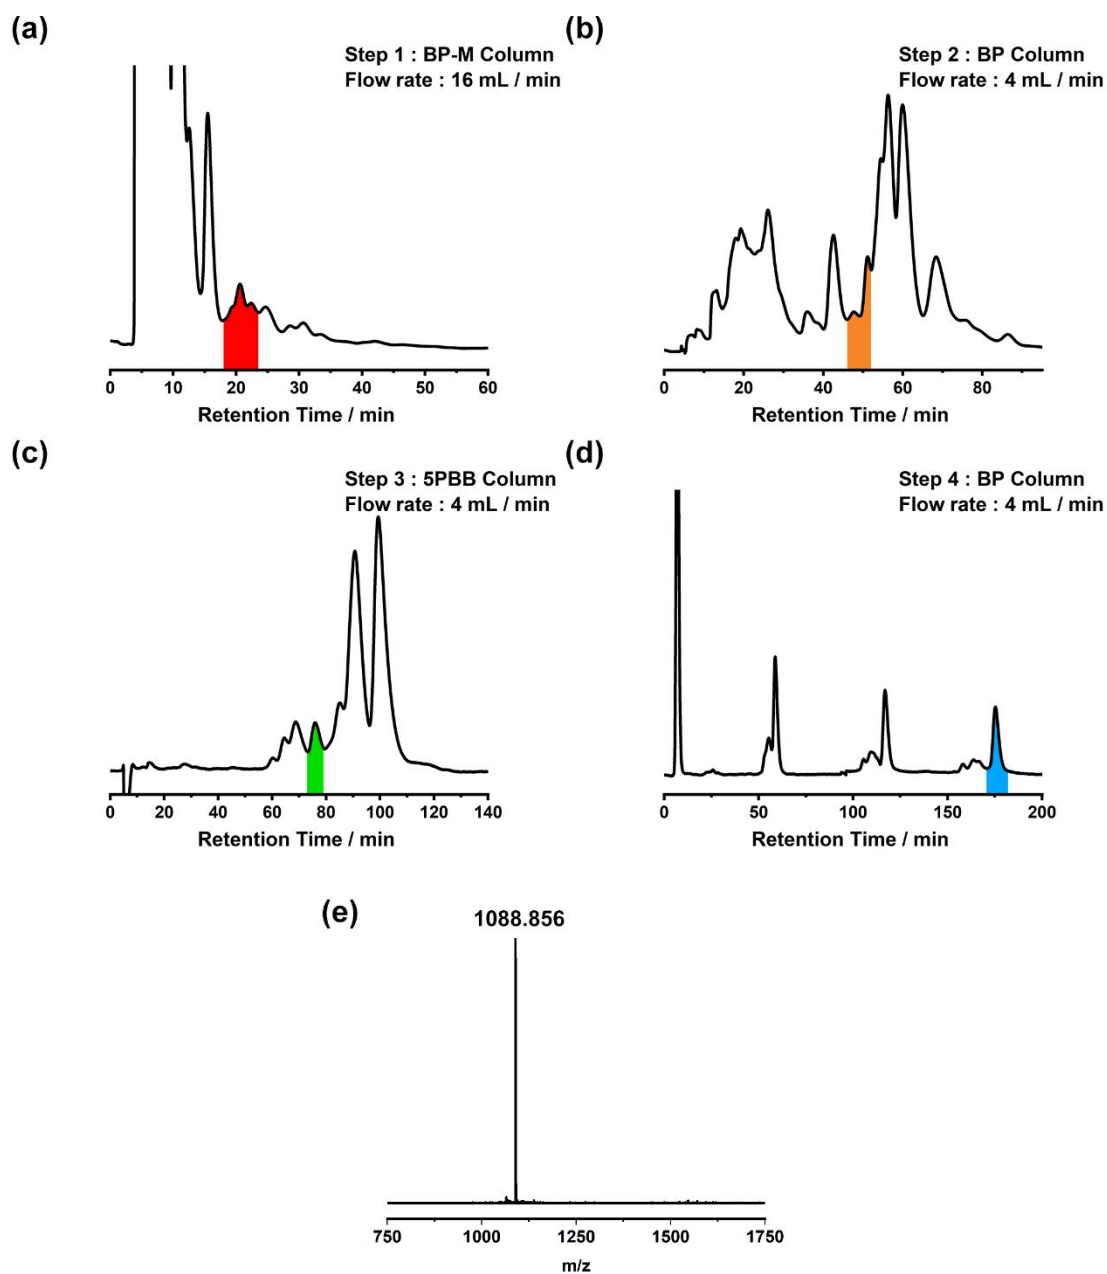 (a)
Step 1 : BP-M Column
Flow rate : 16 mL / min
0 10 20 30 40 50 60
Retention Time / min
(b)
Step 2 : BP Column
Flow rate : 4 mL / min
0 20 40 60 80
Retention Time / min
(c)
Step 3 : 5PBB Column
Flow rate : 4 mL / min
0 20 40 60 80 100 120 140
Retention Time / min
(d)
Step 4 : BP Column
Flow rate : 4 mL / min
0 50 100 150 200
Retention Time / min
(e)
1088.856
750 1000 1250 1500 1750
m/z